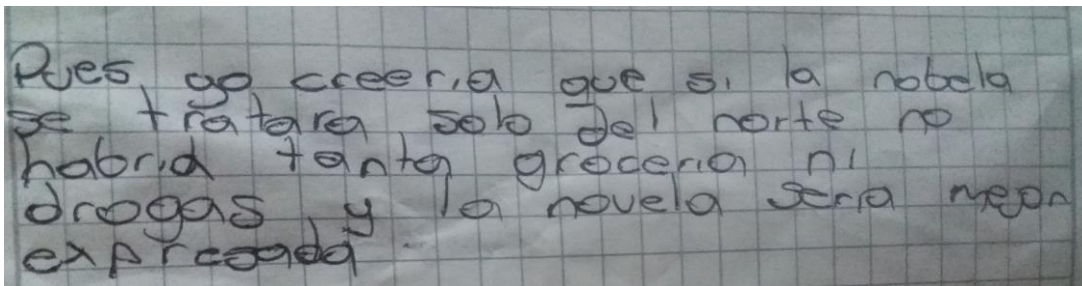 Pues yo creeria que si la nobela
se tratara solo del norte no
habria tanta groceria ni
drogas y la novela seria mejor
expresada